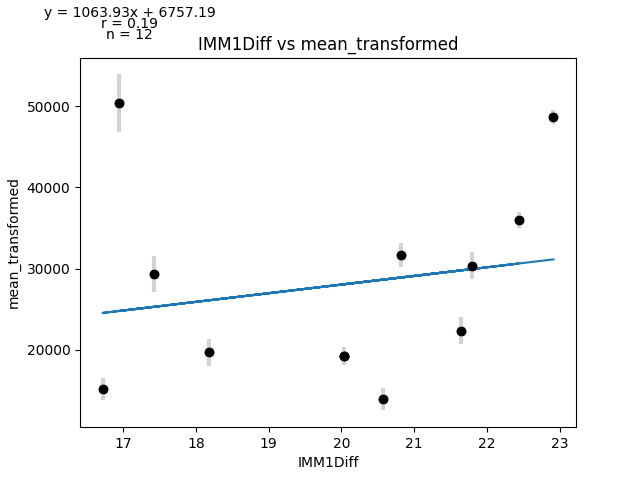 y = 1063.93x + 6757.19
r = 0.19
n = 12
IMM1Diff vs mean_transformed
mean_transformed
50000
40000
30000
20000
17 18 19 20 21 22 23
IMM1Diff